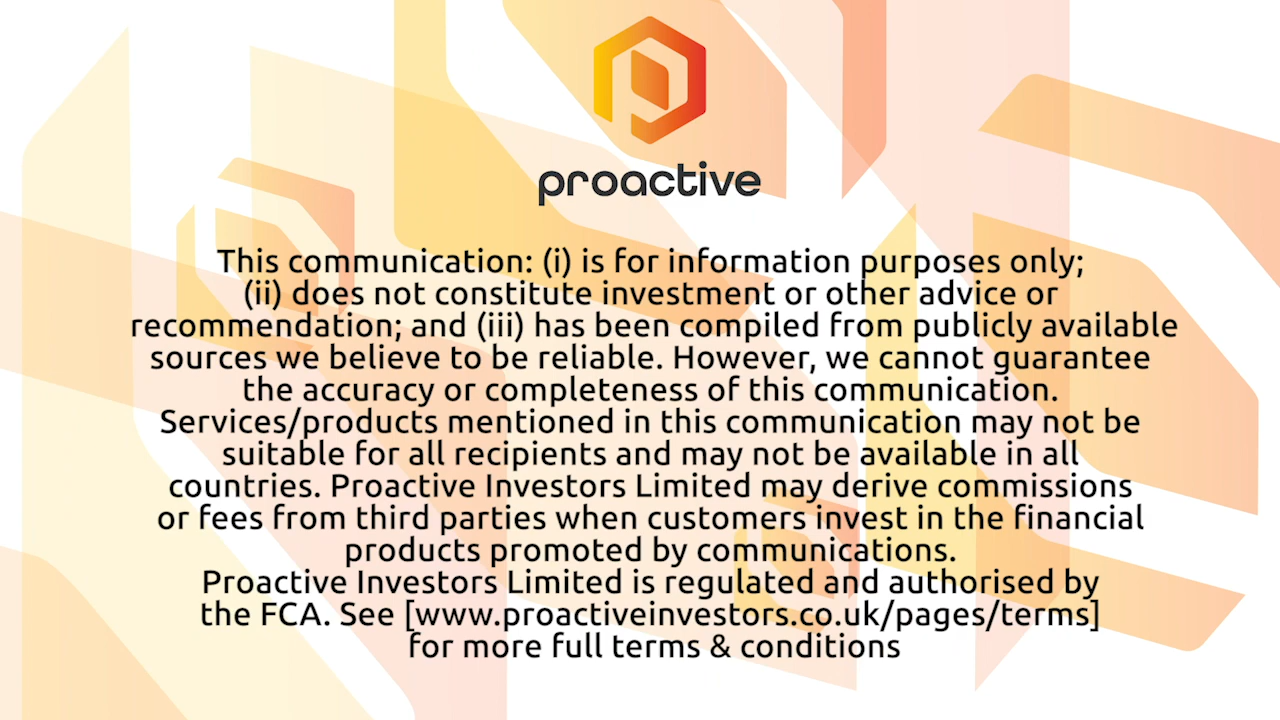 proactive
This communication: (i) is for information purposes only;
(ii) does not constitute investment or other advice or
recommendation; and (iii) has been compiled from publicly available
sources we believe to be reliable. However, we cannot guarantee
the accuracy or completeness of this communication.
Services/products mentioned in this communication may not be
suitable for all recipients and may not be available in all
countries. Proactive Investors Limited may derive commissions
or fees from third parties when customers invest in the financial
products promoted by communications.
Proactive Investors Limited is regulated and authorised by
the FCA. See [www.proactiveinvestors.co.uk/pages/terms]
for more full terms & conditions